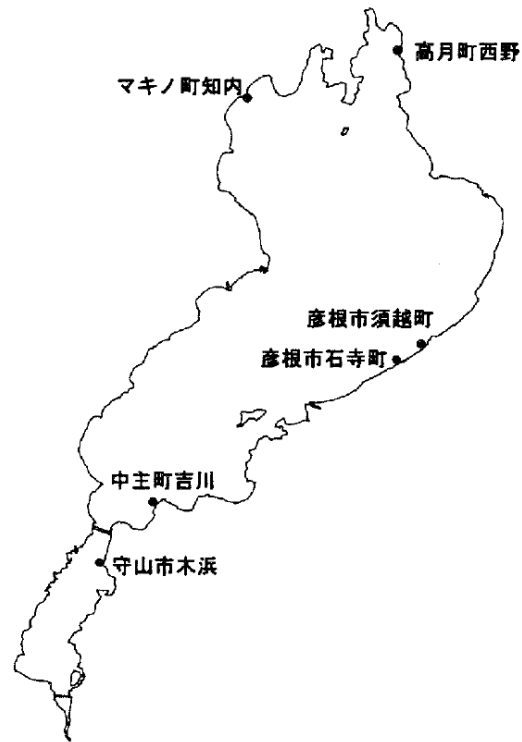 高月町西野
マキノ町知内
彦根市須越町
彦根市石寺町
中主町吉川
守山市木浜